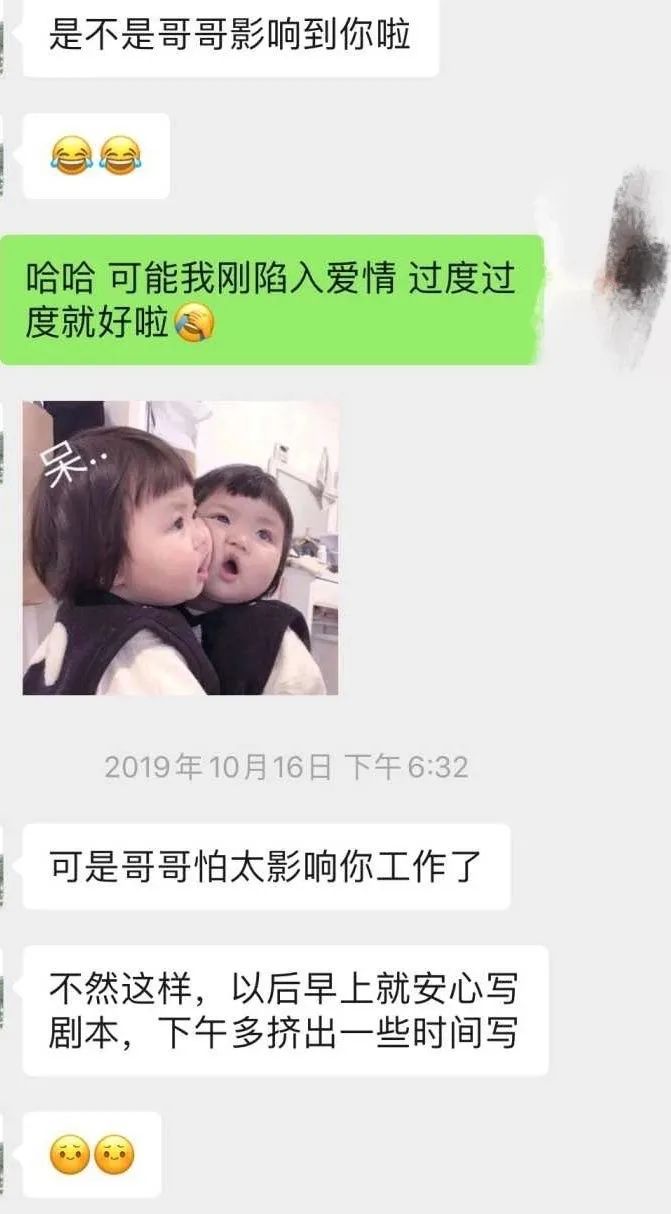 是不是哥哥影响到你啦
😂😂
哈哈 可能我刚陷入爱情 过度过
度就好啦🤦
呆..
2019年10月16日 下午6:32
可是哥哥怕太影响你工作了
不然这样，以后早上就安心写
剧本，下午多挤出一些时间写